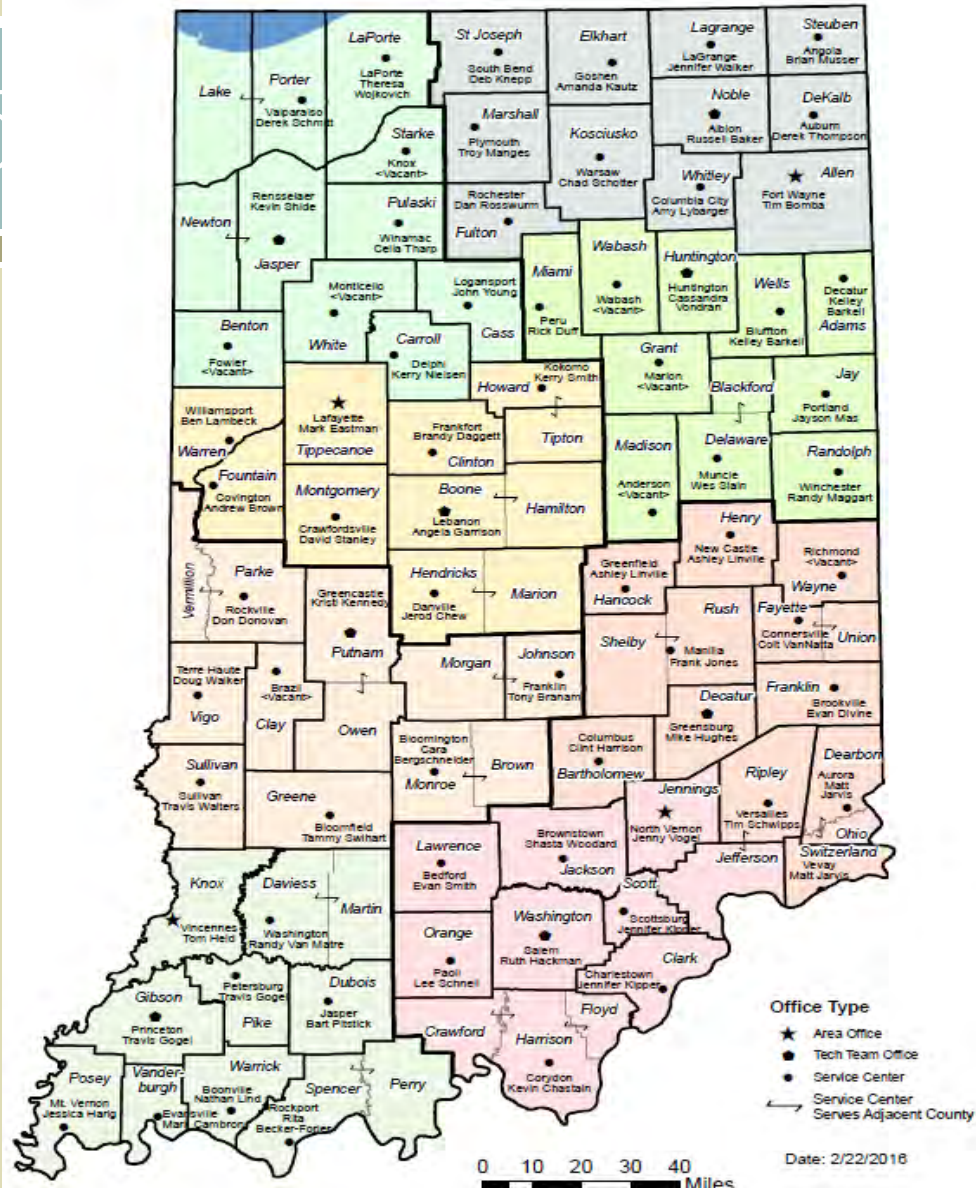 LaPorte
LaPorte
Theresa
Wojkovich
St Joseph
South Bend
Deb Knepp
Elkhart
Goshen
Amanda Kautz
Lagrange
LaGrange
Jennifer Walker
Steuben
Angola
Brian Musser
Lake
Porter
Valparaiso
Derek Schmitt
Starke
Knox
<Vacant>
Marshall
Plymouth
Troy Manges
Kosciusko
Warsaw
Chad Schotter
Noble
Albion
Russell Baker
DeKalb
Auburn
Derek Thompson
Whitley
Columbia City
Amy Lybarger
Allen
Fort Wayne
Tim Bomba
Newton
Rensselaer
Kevin Shide
Jasper
Pulaski
Winamac
Celia Tharp
Rochester
Dan Rosswurm
Fulton
Miami
Peru
Rick Duff
Wabash
Wabash
<Vacant>
Huntington
Huntington
Cassandra
Vondran
Wells
Bluffton
Kelley Barkell
Decatur
Kelley
Barkell
Adams
Benton
Fowler
<Vacant>
Monticello
<Vacant>
White
Logansport
John Young
Cass
Carroll
Delphi
Kerry Nielsen
Howard
Kokomo
Kerry Smith
Grant
Marion
<Vacant>
Blackford
Jay
Portland
Jayson Mas
Williamsport
Ben Lambeck
Warren
Lafayette
Mark Eastman
Tippecanoe
Frankfort
Brandy Daggett
Clinton
Tipton
Madison
Anderson
<Vacant>
Delaware
Muncie
Wes Slain
Randolph
Winchester
Randy Maggart
Fountain
Covington
Andrew Brown
Montgomery
Crawfordsville
David Stanley
Boone
Lebanon
Angela Garrison
Hamilton
Henry
New Castle
Ashley Linville
Richmond
<Vacant>
Wayne
Vermillion
Parke
Rockville
Don Donovan
Greencastle
Kristi Kennedy
Putnam
Hendricks
Danville
Jerod Chew
Marion
Greenfield
Ashley Linville
Hancock
Rush
Shelby
Manilla
Frank Jones
Fayette
Connersville
Colt VanNatta
Union
Terre Haute
Doug Walker
Vigo
Brazil
<Vacant>
Clay
Owen
Morgan
Johnson
Franklin
Tony Branam
Decatur
Greensburg
Mike Hughes
Franklin
Brookville
Evan Divine
Sullivan
Sullivan
Travis Walters
Greene
Bloomfield
Tammy Swihart
Bloomington
Cara
Bergschneider
Monroe
Brown
Columbus
Clint Harrison
Bartholomew
Jennings
North Vernon
Jenny Vogel
Ripley
Versailles
Tim Schwipps
Dearborn
Aurora
Matt
Jarvis
Ohio
Switzerland
Vevay
Matt Jarvis
Knox
Vincennes
Tom Held
Daviess
Washington
Randy Van Matre
Martin
Lawrence
Bedford
Evan Smith
Brownstown
Shasta Woodard
Jackson
Jefferson
Scott
Scottsburg
Jennifer Kipper
Orange
Paoli
Lee Schnell
Washington
Salem
Ruth Hackman
Clark
Charlestown
Jennifer Kipper
Gibson
Princeton
Travis Gogel
Petersburg
Travis Gogel
Pike
Dubois
Jasper
Bart Pitstick
Crawford
Harrison
Corydon
Kevin Chastain
Floyd
Posey
Mt. Vernon
Jessica Harig
Vander-
burgh
Evansville
Mari Cambron
Warrick
Boonville
Nathan Lind
Spencer
Rockport
Rita
Becker-Forler
Perry
Office Type
Area Office
Tech Team Office
Service Center
Service Center
Serves Adjacent County
Date: 2/22/2016
0 10 20 30 40
Miles